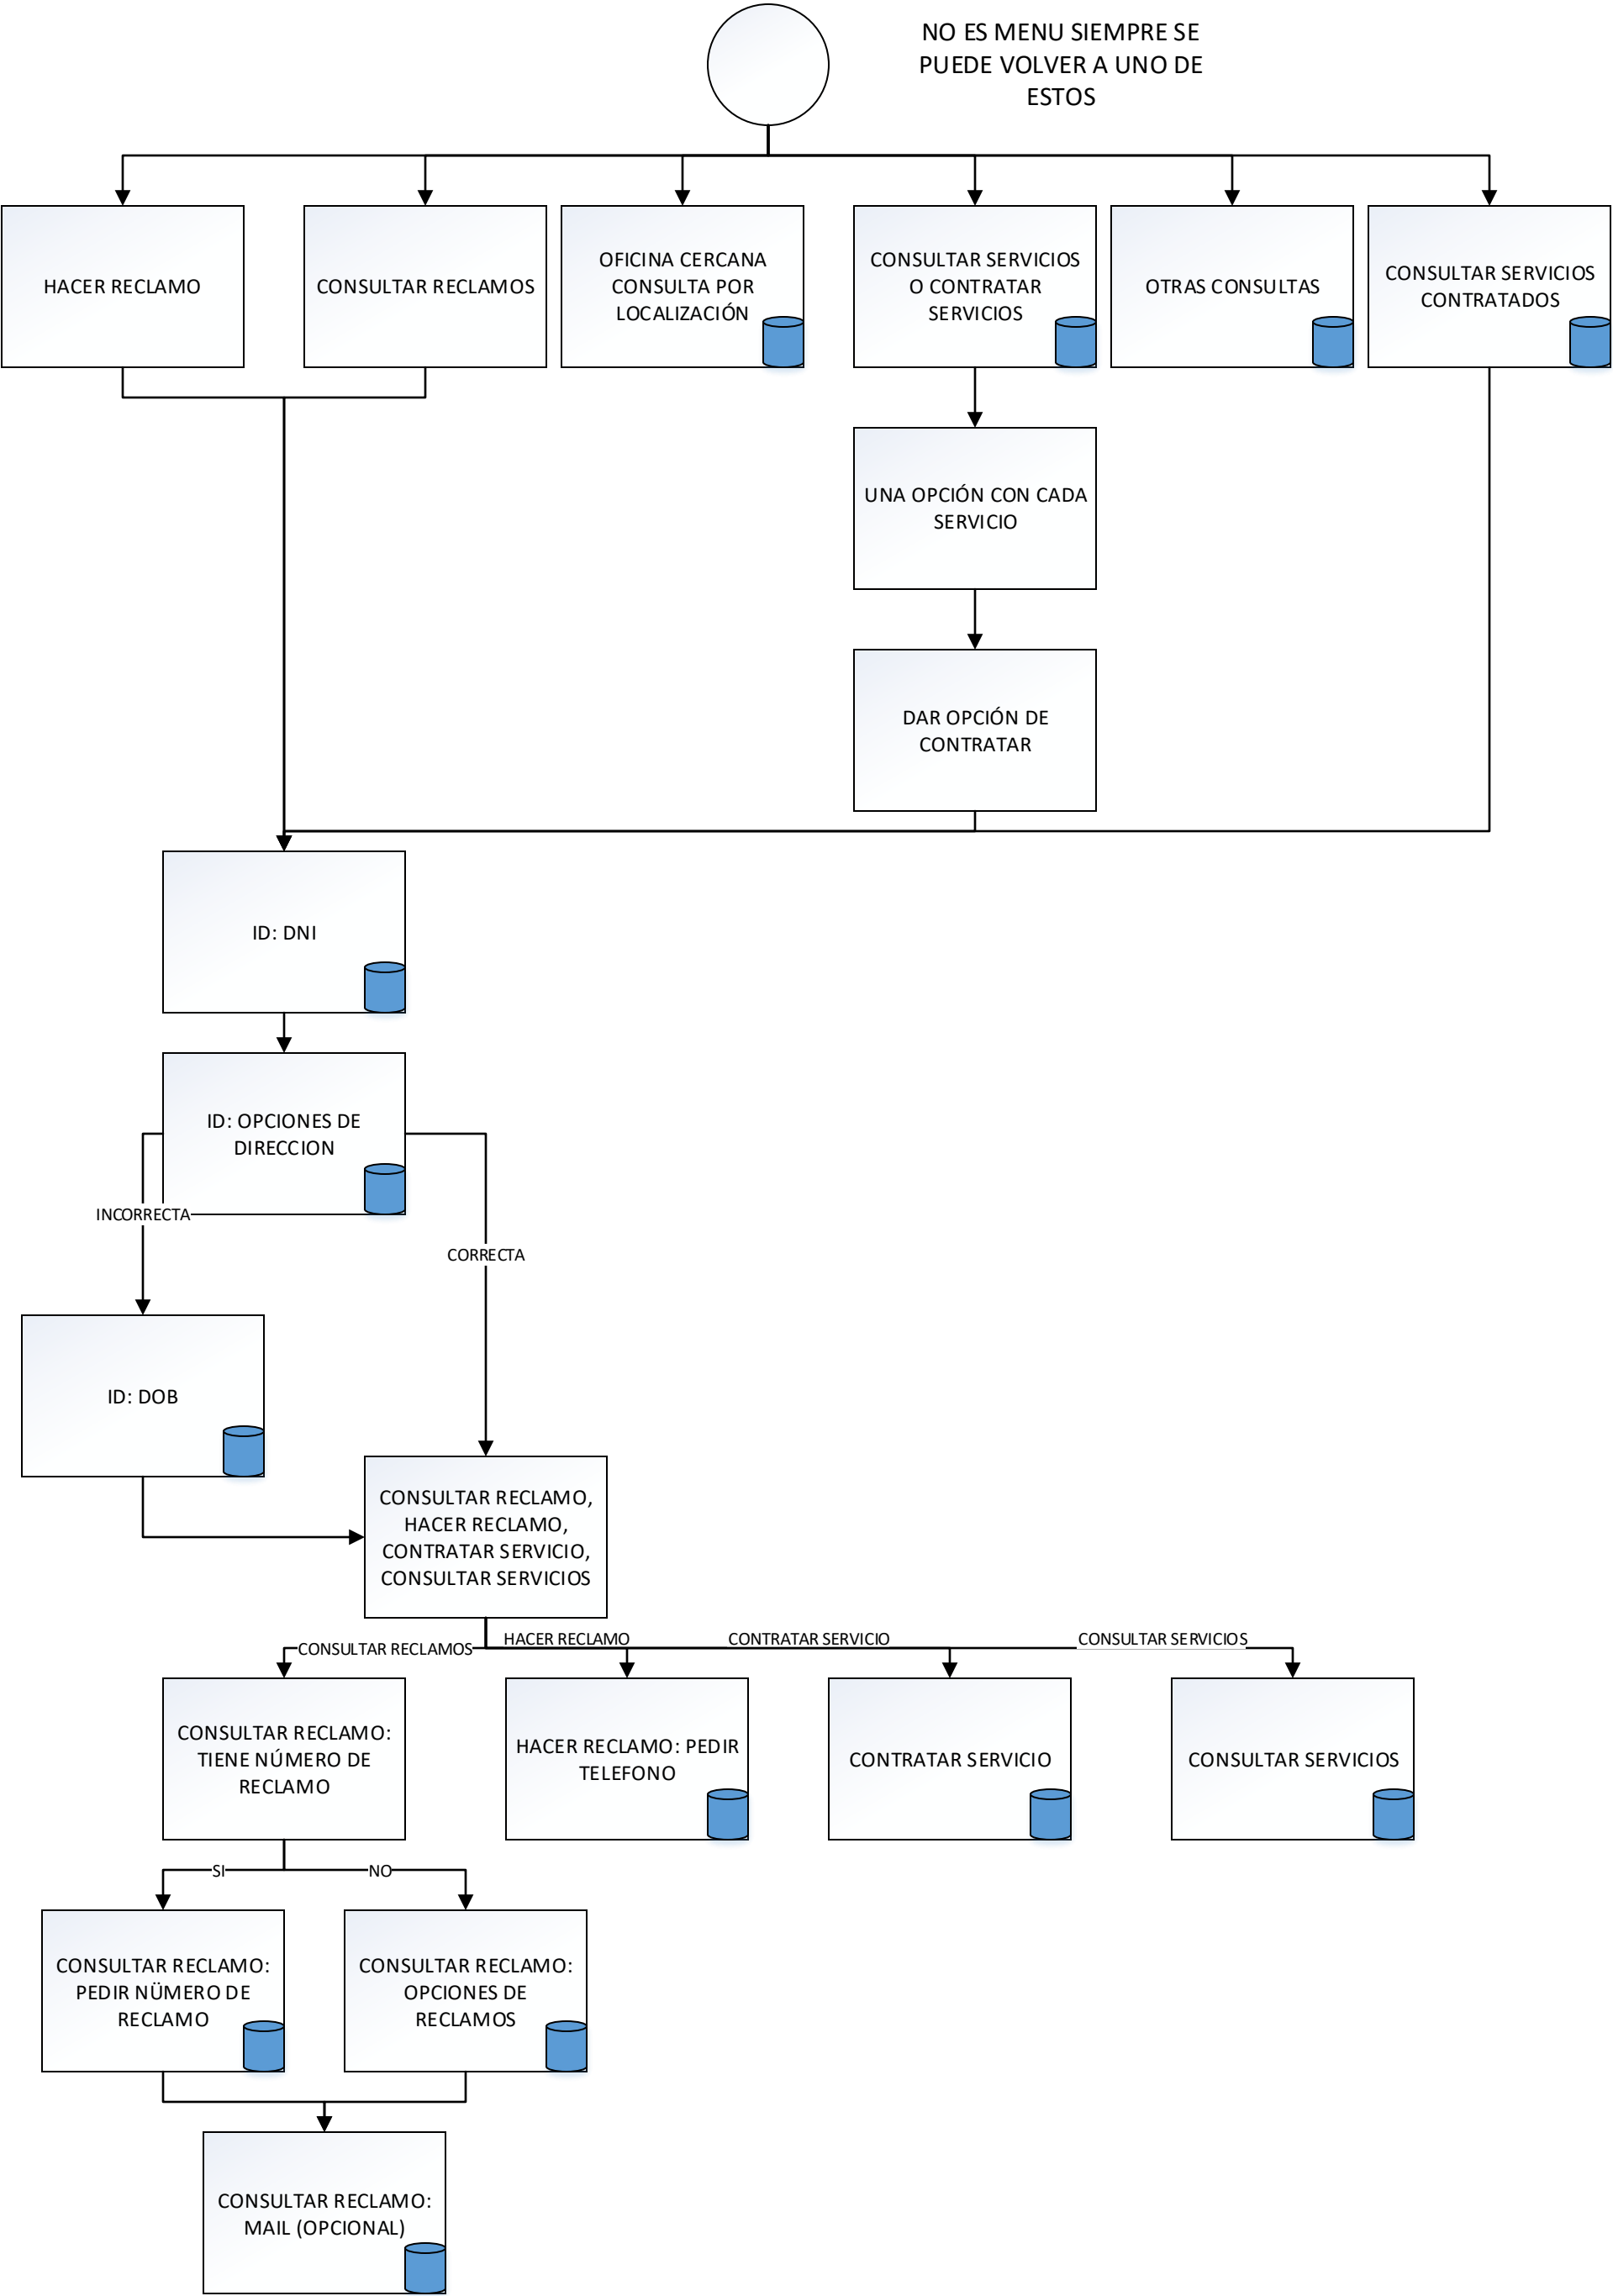 NO ES MENU SIEMPRE SE
PUEDE VOLVER A UNO DE
ESTOS
HACER RECLAMO
CONSULTAR RECLAMOS
OFICINA CERCANA
CONSULTA POR
LOCALIZACIÓN
CONSULTAR SERVICIOS
O CONTRATAR
SERVICIOS
OTRAS CONSULTAS
CONSULTAR SERVICIOS
CONTRATADOS
UNA OPCIÓN CON CADA
SERVICIO
DAR OPCIÓN DE
CONTRATAR
ID: DNI
ID: OPCIONES DE
DIRECCION
INCORRECTA
CORRECTA
ID: DOB
CONSULTAR RECLAMO,
HACER RECLAMO,
CONTRATAR SERVICIO,
CONSULTAR SERVICIOS
CONSULTAR RECLAMOS
HACER RECLAMO
CONTRATAR SERVICIO
CONSULTAR SERVICIOS
CONSULTAR RECLAMO:
TIENE NÚMERO DE
RECLAMO
HACER RECLAMO: PEDIR
TELEFONO
CONTRATAR SERVICIO
CONSULTAR SERVICIOS
SI
NO
CONSULTAR RECLAMO:
PEDIR NÜMERO DE
RECLAMO
CONSULTAR RECLAMO:
OPCIONES DE
RECLAMOS
CONSULTAR RECLAMO:
MAIL (OPCIONAL)